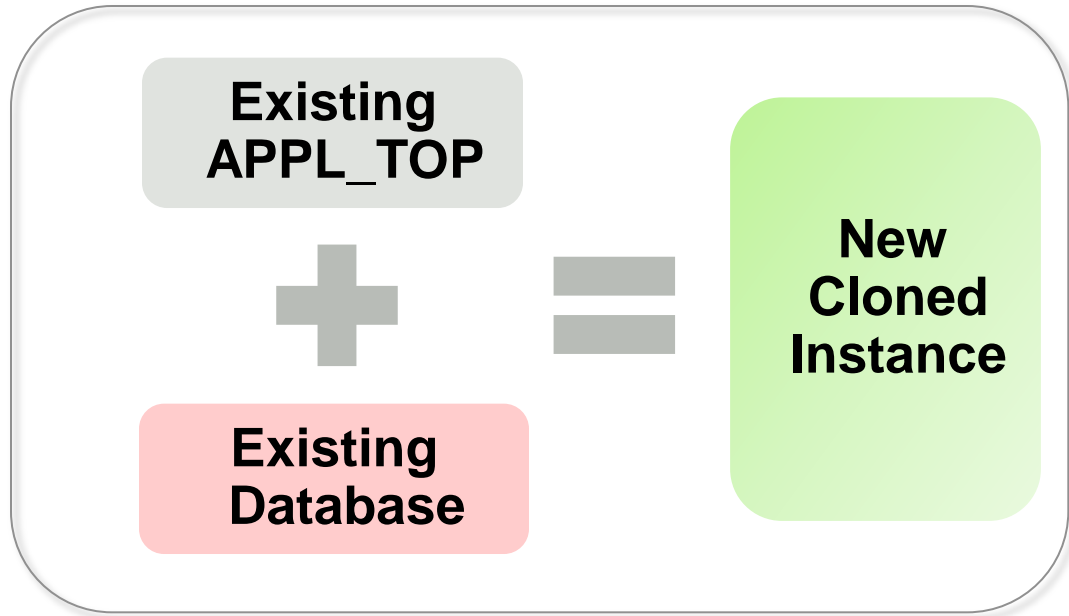 Existing
APPL_TOP
Existing
Database
New
Cloned
Instance